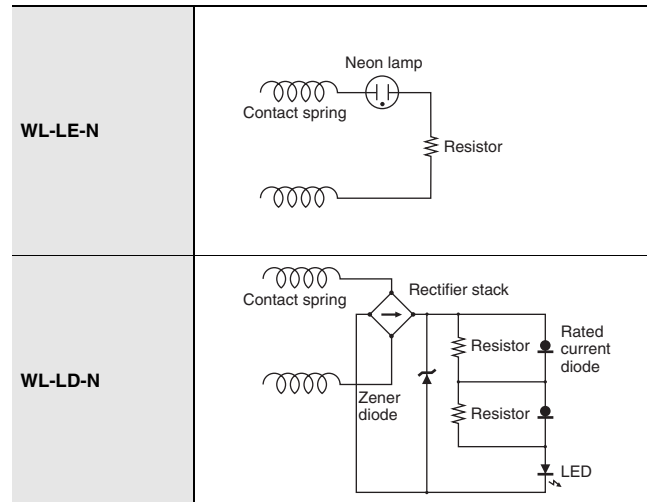 WL-LE-N
Neon lamp
Contact spring
Resistor
WL-LD-N
Contact spring
Rectifier stack
Zener
diode
Resistor
Rated
current
diode
Resistor
LED